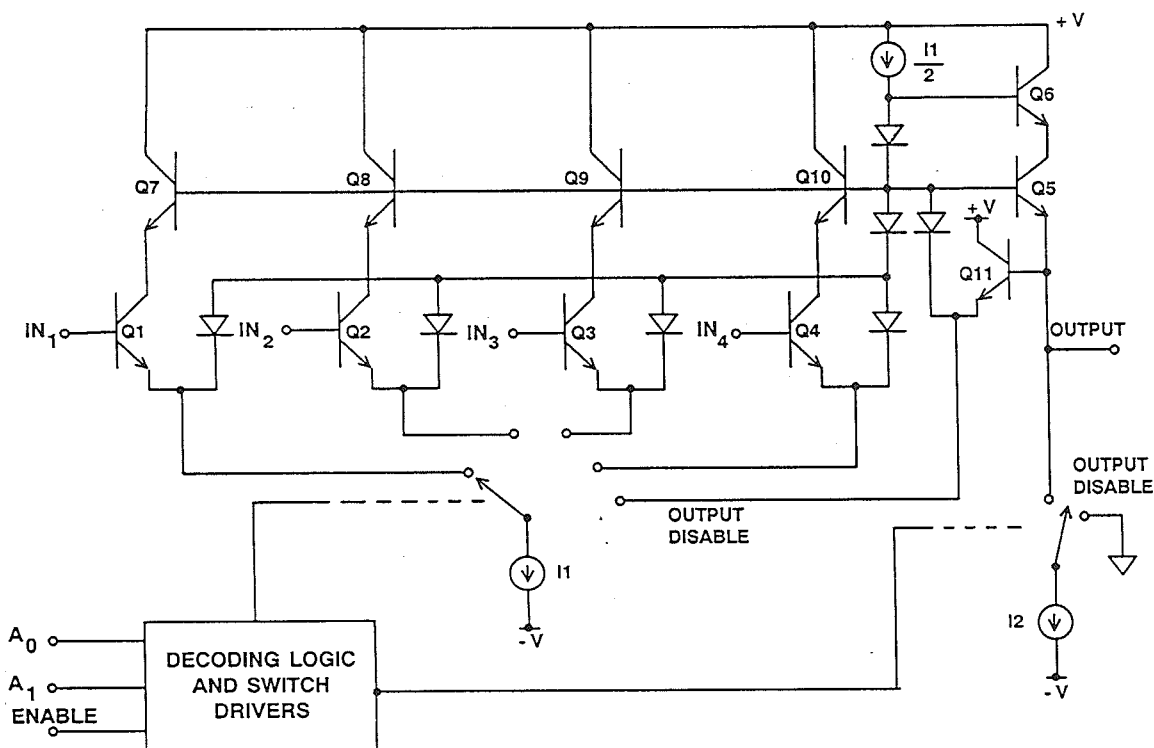 + V
I1
2
Q6
Q7
Q8
Q9
Q10
Q5
+ V
Q11
IN1
Q1
IN2
Q2
IN3
Q3
IN4
Q4
OUTPUT
OUTPUT
DISABLE
OUTPUT
DISABLE
I1
- V
I2
- V
A0
A1
ENABLE
DECODING LOGIC
AND SWITCH
DRIVERS